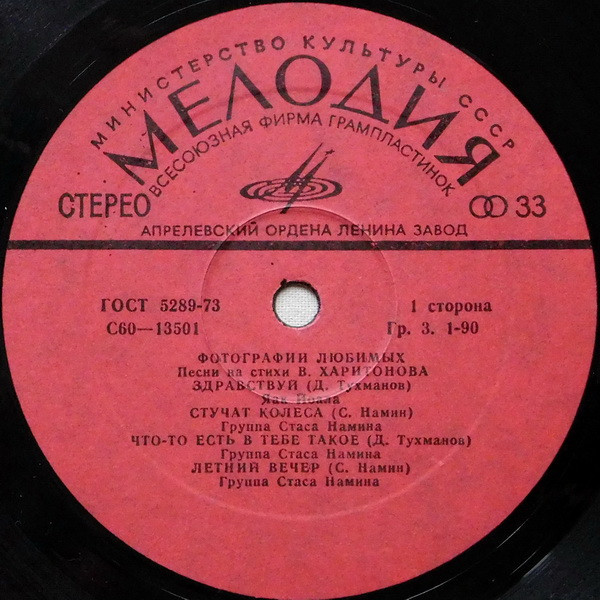 МИНИСТЕРСТВО КУЛЬТУРЫ СССР
МЕЛОДИЯ
ВСЕСОЮЗНАЯ ФИРМА ГРАМПЛАСТИНОК
СТЕРЕО
33
АПРЕЛЕВСКИЙ ОРДЕНА ЛЕНИНА ЗАВОД
ГОСТ 5289-73
1 сторона
С60—13501
Гр. 3. 1-90
ФОТОГРАФИИ ЛЮБИМЫХ
Песни на стихи В. ХАРИТОНОВА
ЗДРАВСТВУЙ (Д. Тухманов)
Яак Йоала
СТУЧАТ КОЛЕСА (С. Намин)
Группа Стаса Намина
ЧТО-ТО ЕСТЬ В ТЕБЕ ТАКОЕ (Д. Тухманов)
Группа Стаса Намина
ЛЕТНИЙ ВЕЧЕР (С. Намин)
Группа Стаса Намина